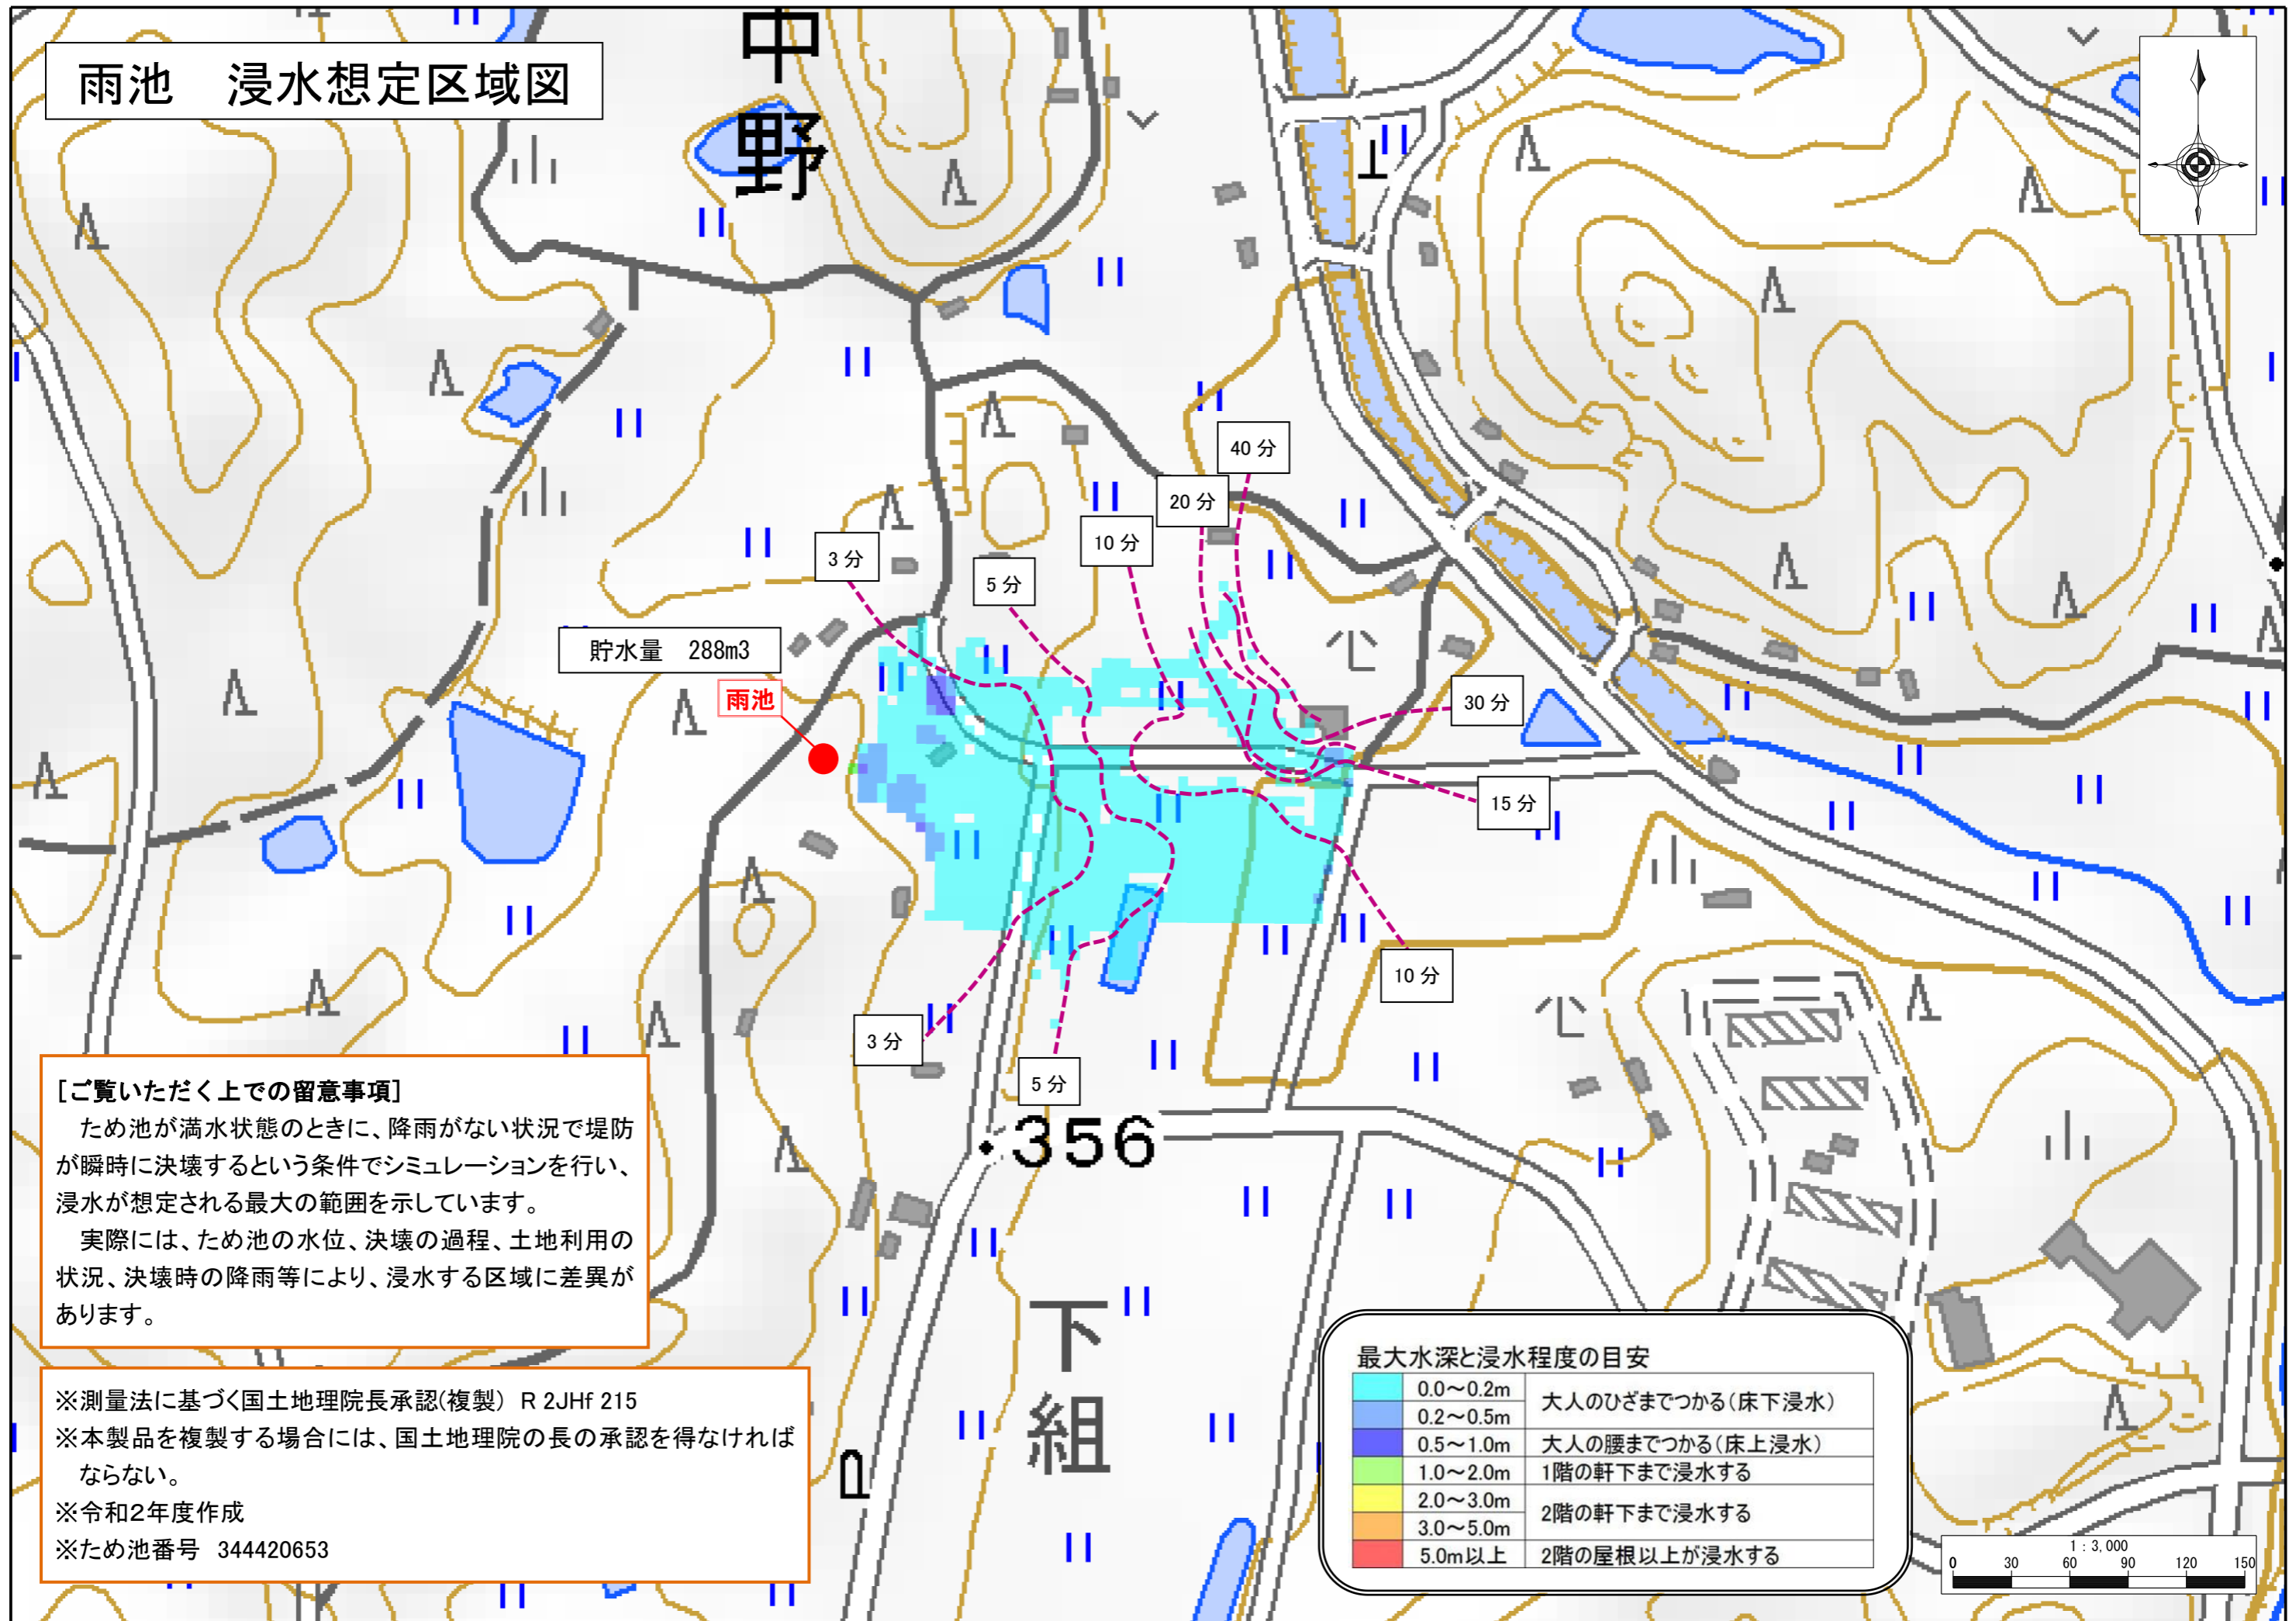 雨池　浸水想定区域図
中野
40 分
20 分
10 分
3 分
5 分
貯水量　288m3
雨池
30 分
15 分
10 分
3 分
5 分
356
下組
[ご覧いただく上での留意事項]
　ため池が満水状態のときに、降雨がない状況で堤防
が瞬時に決壊するという条件でシミュレーションを行い、
浸水が想定される最大の範囲を示しています。
　実際には、ため池の水位、決壊の過程、土地利用の
状況、決壊時の降雨等により、浸水する区域に差異が
あります。
※測量法に基づく国土地理院長承認(複製)　R 2JHf 215
※本製品を複製する場合には、国土地理院の長の承認を得なければ
ならない。
※令和2年度作成
※ため池番号　344420653
最大水深と浸水程度の目安
0.0～0.2m
大人のひざまでつかる(床下浸水)
0.2～0.5m
0.5～1.0m　大人の腰までつかる(床上浸水)
1.0～2.0m　1階の軒下まで浸水する
2.0～3.0m
2階の軒下まで浸水する
3.0～5.0m
5.0m以上　2階の屋根以上が浸水する
1 : 3,000
0 30 60 90 120 150